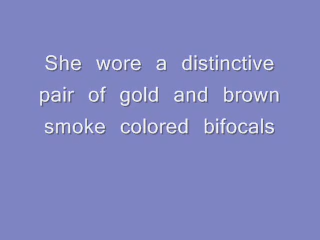 She wore a distinctive
pair of gold and brown
smoke colored bifocals